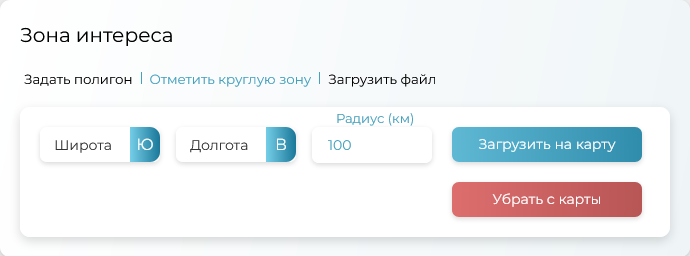 Зона интереса
Задать полигон | Отметить круглую зону | Загрузить файл
Радиус (км)
Широта Ю Долгота В 100 Загрузить на карту
Убрать с карты